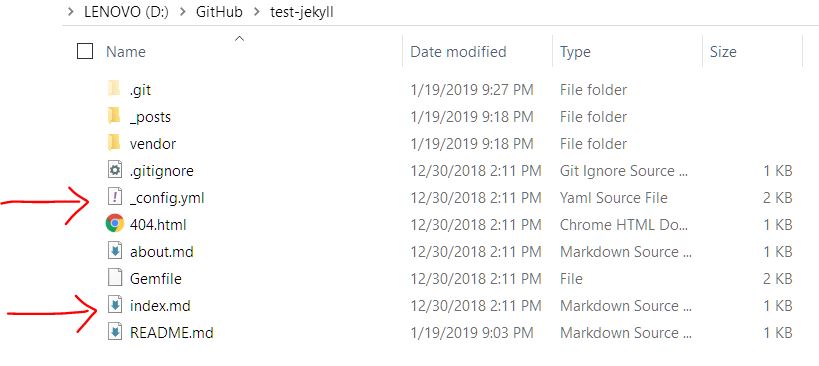 > LENOVO (D:) > GitHub > test-jekyll
Name Date modified Type Size
.git 1/19/2019 9:27 PM File folder
_posts 1/19/2019 9:18 PM File folder
vendor 1/19/2019 9:18 PM File folder
.gitignore 12/30/2018 2:11 PM Git Ignore Source ... 1 KB
_config.yml 12/30/2018 2:11 PM Yaml Source File 2 KB
404.html 12/30/2018 2:11 PM Chrome HTML Do... 1 KB
about.md 12/30/2018 2:11 PM Markdown Source ... 1 KB
Gemfile 12/30/2018 2:11 PM File 2 KB
index.md 12/30/2018 2:11 PM Markdown Source ... 1 KB
README.md 1/19/2019 9:03 PM Markdown Source ... 1 KB